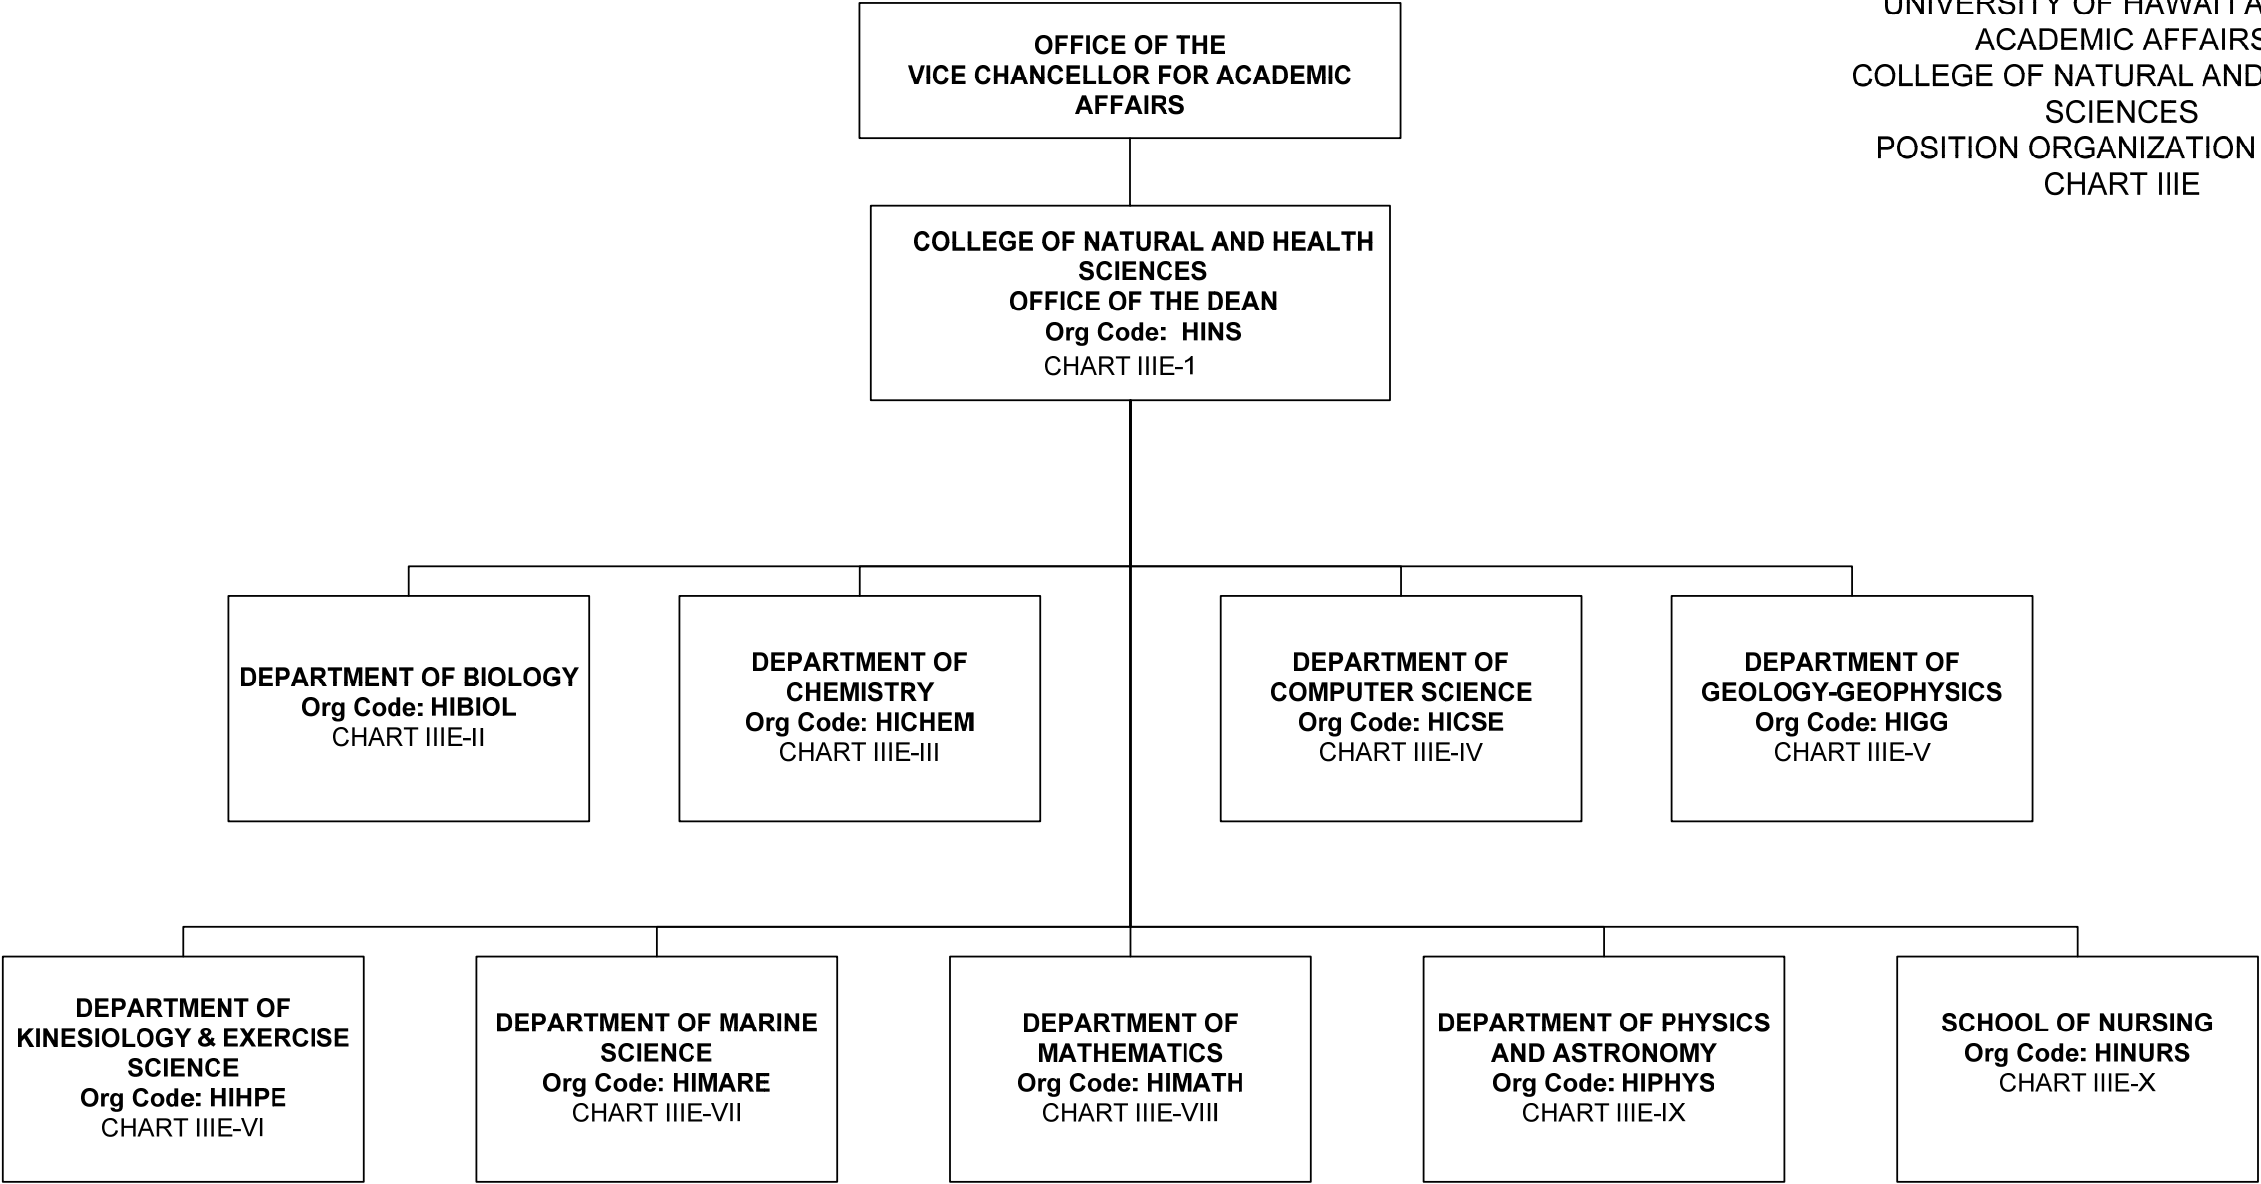 OFFICE OF THE
VICE CHANCELLOR FOR ACADEMIC
AFFAIRS
UNIVERSITY OF HAWAII A
ACADEMIC AFFAIRS
COLLEGE OF NATURAL AND
SCIENCES
POSITION ORGANIZATION
CHART IIIE
COLLEGE OF NATURAL AND HEALTH
SCIENCES
OFFICE OF THE DEAN
Org Code: HINS
CHART IIIE-1
DEPARTMENT OF BIOLOGY
Org Code: HIBIOL
CHART IIIE-II
DEPARTMENT OF
CHEMISTRY
Org Code: HICHEM
CHART IIIE-III
DEPARTMENT OF
COMPUTER SCIENCE
Org Code: HICSE
CHART IIIE-IV
DEPARTMENT OF
GEOLOGY-GEOPHYSICS
Org Code: HIGG
CHART IIIE-V
DEPARTMENT OF
KINESIOLOGY & EXERCISE
SCIENCE
Org Code: HIHPE
CHART IIIE-VI
DEPARTMENT OF MARINE
SCIENCE
Org Code: HIMARE
CHART IIIE-VII
DEPARTMENT OF
MATHEMATICS
Org Code: HIMATH
CHART IIIE-VIII
DEPARTMENT OF PHYSICS
AND ASTRONOMY
Org Code: HIPHYS
CHART IIIE-IX
SCHOOL OF NURSING
Org Code: HINURS
CHART IIIE-X